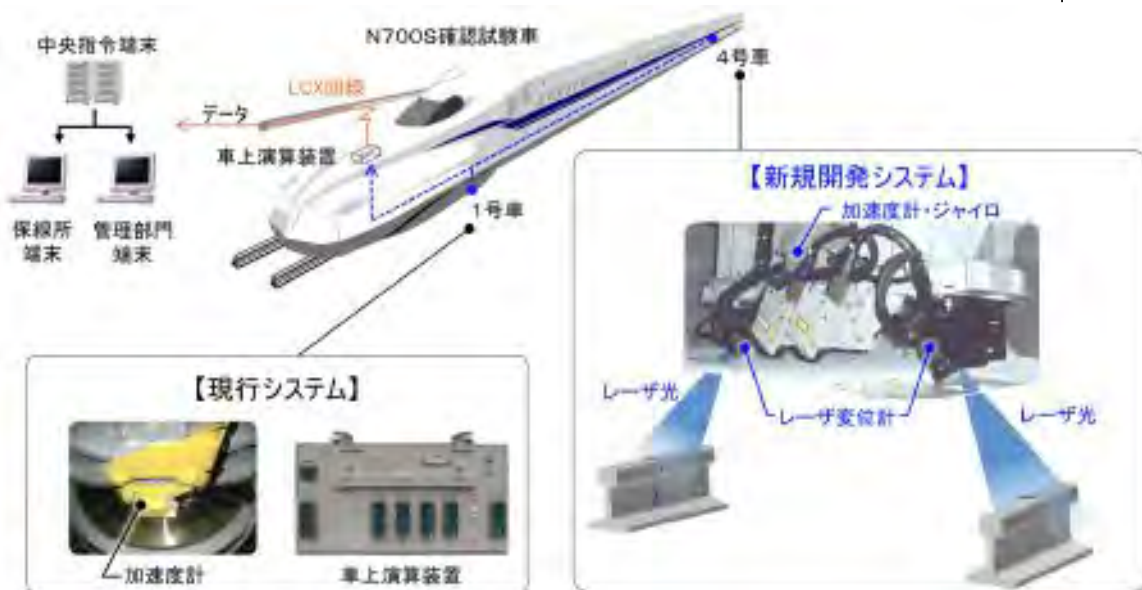 中央指令端末
N700S確認試験車
LCX回線
データ
車上演算装置
4号車
1号車
保線所
端末
管理部門
端末
【新規開発システム】
加速度計・ジャイロ
レーザ光
レーザ変位計
レーザ光
【現行システム】
加速度計
車上演算装置